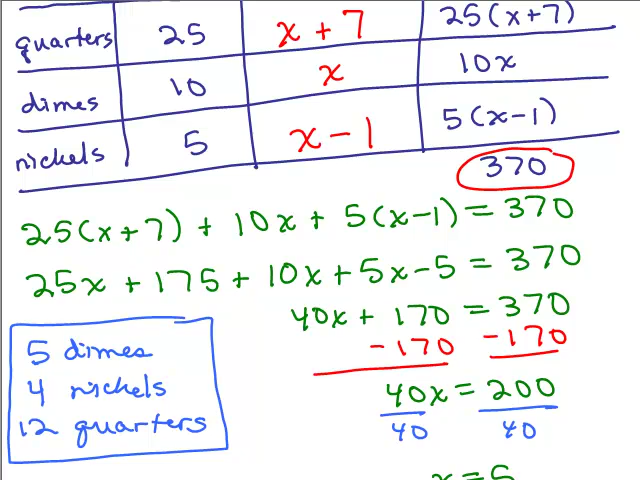 quarters 25 x + 7 25(x+7)
dimes 10 x 10x
nickels 5 x - 1 5(x-1)
370
25(x+7) + 10x + 5(x-1) = 370
25x + 175 + 10x + 5x - 5 = 370
40x + 170 = 370
-170 -170
40x = 200
40 40
x = 5
5 dimes
4 nickels
12 quarters